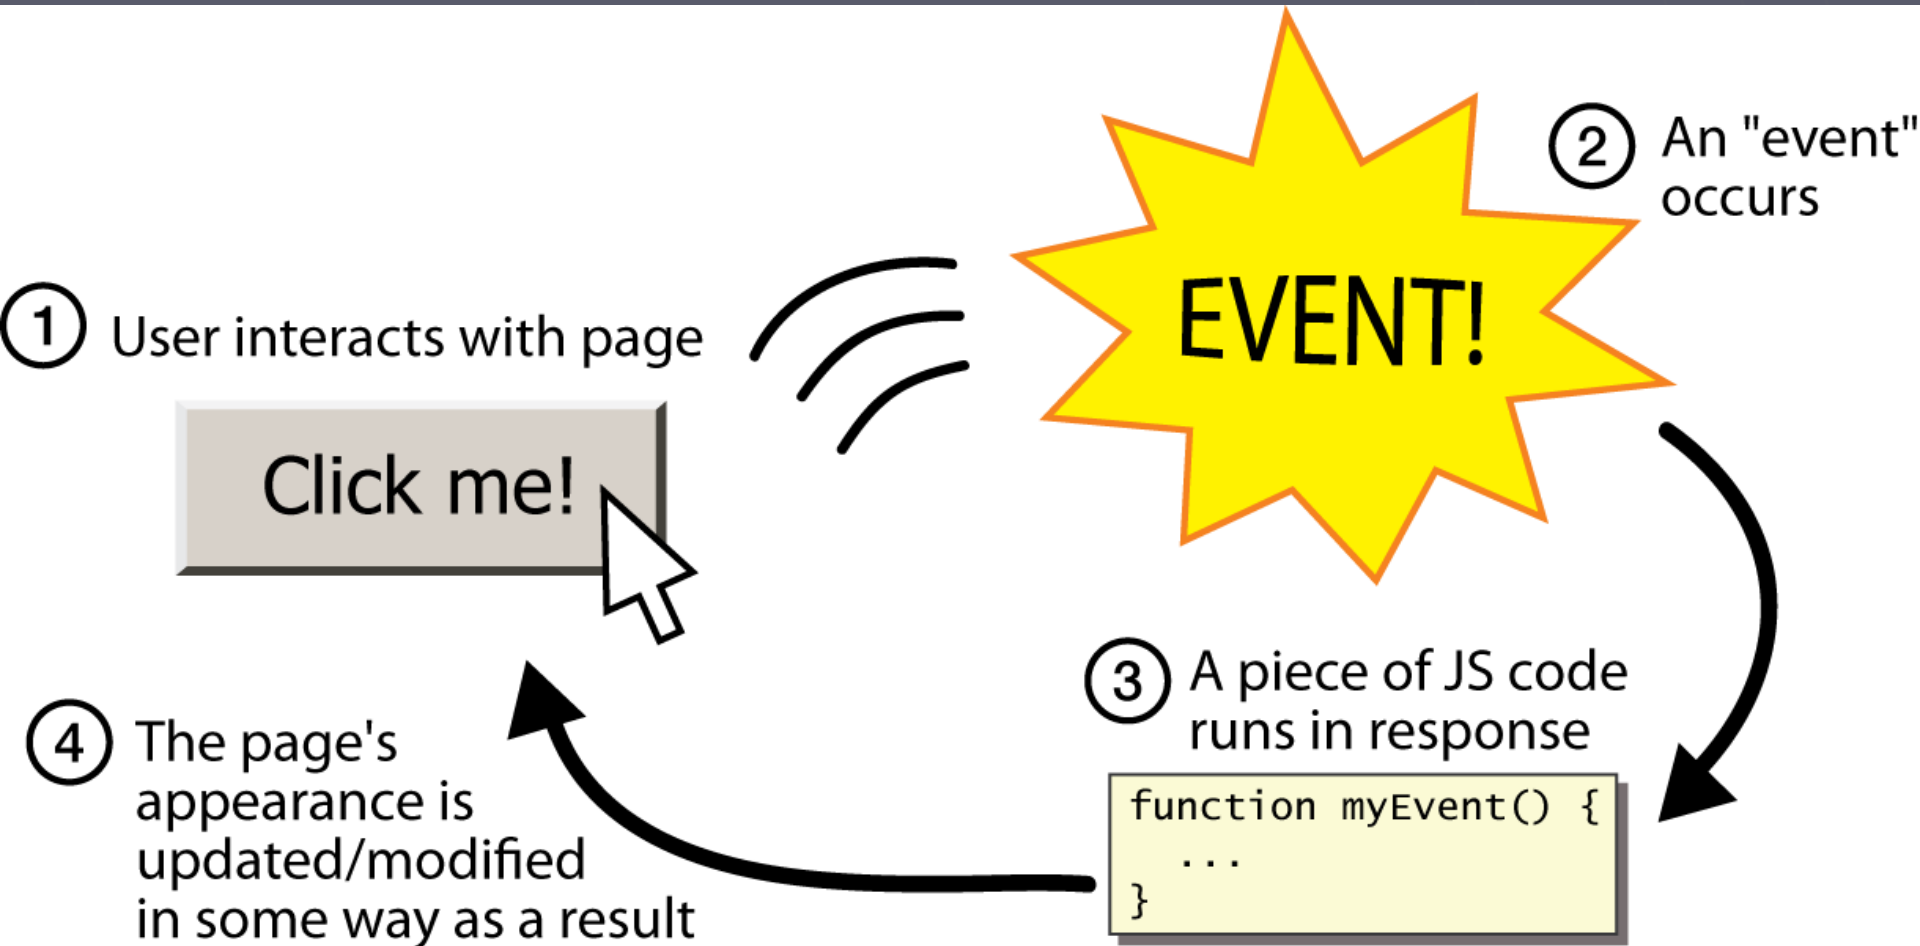 1 User interacts with page
Click me!
EVENT!
2 An "event"
occurs
3 A piece of JS code
runs in response
function myEvent() {
...
}
4 The page's
appearance is
updated/modified
in some way as a result